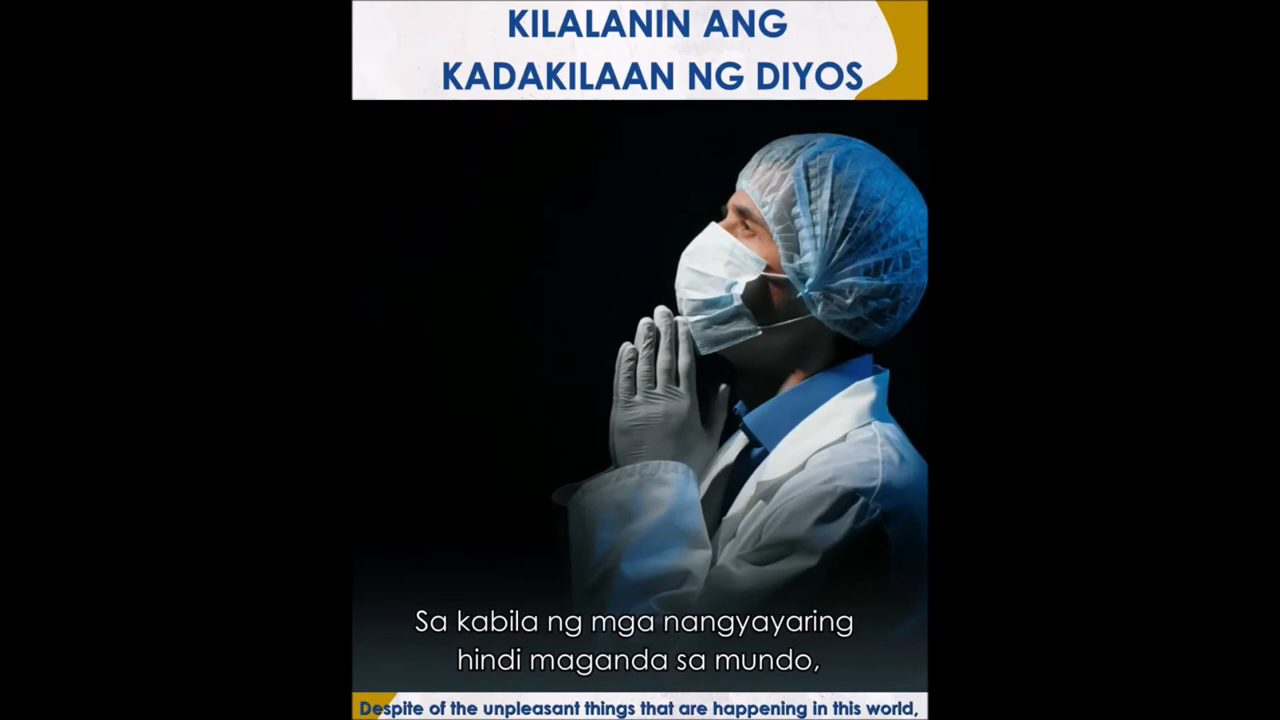 KILALANIN ANG
KADAKILAAN NG DIYOS
Sa kabila ng mga nangyayaring
hindi maganda sa mundo,
Despite of the unpleasant things that are happening in this world,